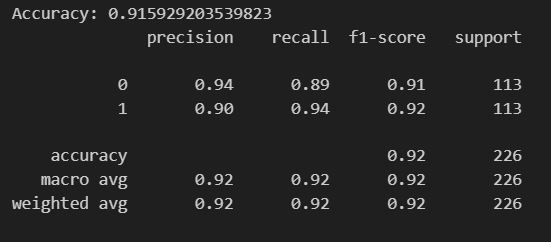 Accuracy: 0.915929203539823
precision recall f1-score support
0 0.94 0.89 0.91 113
1 0.90 0.94 0.92 113
accuracy 0.92 226
macro avg 0.92 0.92 0.92 226
weighted avg 0.92 0.92 0.92 226